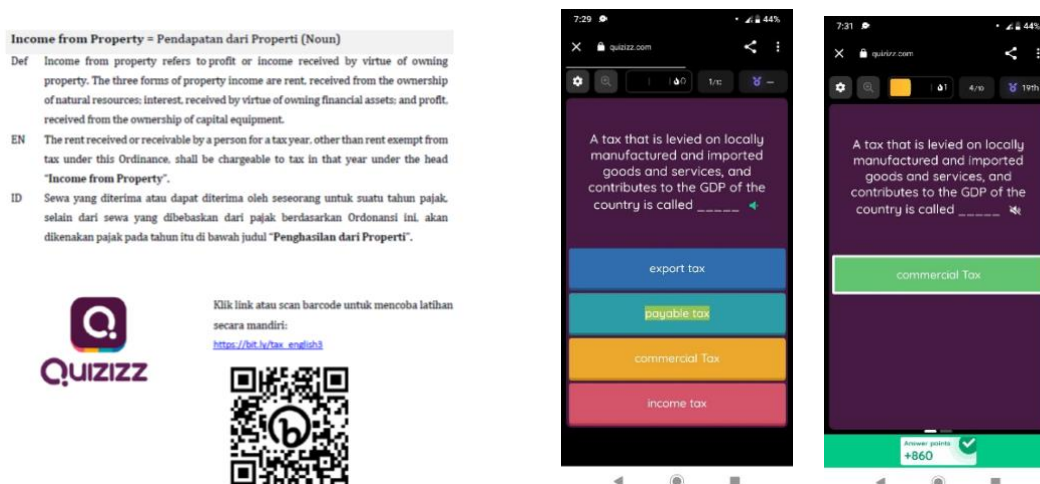 Income from Property = Pendapatan dari Properti (Noun)
Def Income from property refers to profit or income received by virtue of owning
property. The three forms of property income are rent, received from the ownership
of natural resources; interest, received by virtue of owning financial assets; and profit,
received from the ownership of capital equipment.
EN The rent received or receivable by a person for a tax year, other than rent exempt from
tax under this Ordinance, shall be chargeable to tax in that year under the head
"Income from Property".
ID Sewa yang diterima atau dapat diterima oleh seseorang untuk suatu tahun pajak,
selain dari sewa yang dibebaskan dari pajak berdasarkan Ordonansi ini, akan
dikenakan pajak pada tahun itu di bawah judul "Penghasilan dari Properti".
Quizizz
Klik link atau scan barcode untuk mencoba latihan
secara mandiri:
https://bit.ly/tax_english3
7:29
44%
quizizz.com
0
1/10
A tax that is levied on locally
manufactured and imported
goods and services, and
contributes to the GDP of the
country is called _____
export tax
payable tax
commercial Tax
income tax
7:31
44%
quizizz.com
1
4/10
19th
A tax that is levied on locally
manufactured and imported
goods and services, and
contributes to the GDP of the
country is called _____
commercial Tax
Answer points
+860